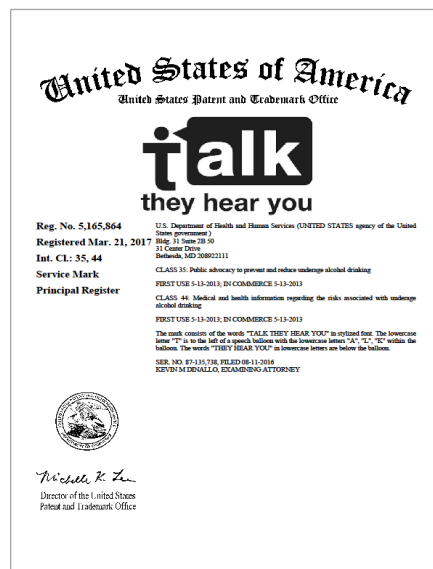 United States of America
United States Patent and Trademark Office
talk
they hear you
Reg. No. 5,165,864
Registered Mar. 21, 2017
Int. Cl.: 35, 44
Service Mark
Principal Register
U.S. Department of Health and Human Services (UNITED STATES agency of the United
States government )
Bldg. 31 Suite 2B 50
31 Center Drive
Bethesda, MD 208922111
CLASS 35: Public advocacy to prevent and reduce underage alcohol drinking
FIRST USE 5-13-2013; IN COMMERCE 5-13-2013
CLASS 44: Medical and health information regarding the risks associated with underage
alcohol drinking
FIRST USE 5-13-2013; IN COMMERCE 5-13-2013
The mark consists of the words "TALK THEY HEAR YOU" in stylized font. The lowercase
letter "T" is to the left of a speech balloon with the lowercase letters "A", "L", "K" within the
balloon. The words "THEY HEAR YOU" in lowercase letters are below the balloon.
SER. NO. 87-135,738, FILED 08-11-2016
KEVIN M DINALLO, EXAMINING ATTORNEY
Michelle K. Lee
Director of the United States
Patent and Trademark Office